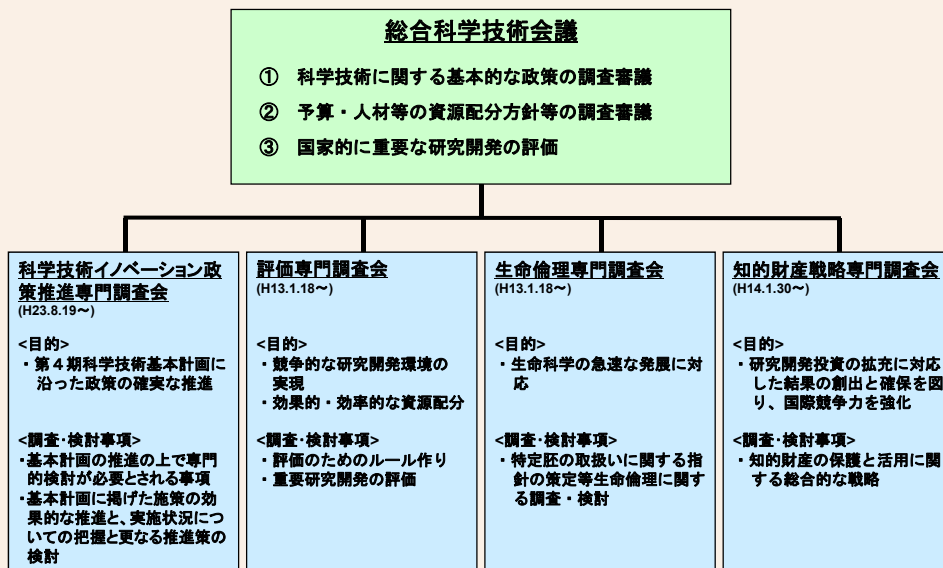 総合科学技術会議
① 科学技術に関する基本的な政策の調査審議
② 予算・人材等の資源配分方針等の調査審議
③ 国家的に重要な研究開発の評価
科学技術イノベーション政
策推進専門調査会
(H23.8.19～)
<目的>
・第４期科学技術基本計画に
沿った政策の確実な推進
<調査・検討事項>
・基本計画の推進の上で専門
的検討が必要とされる事項
・基本計画に掲げた施策の効
果的な推進と、実施状況につ
いての把握と更なる推進策の
検討
評価専門調査会
(H13.1.18～)
<目的>
・競争的な研究開発環境の
実現
・効果的・効率的な資源配分
<調査・検討事項>
・評価のためのルール作り
・重要研究開発の評価
生命倫理専門調査会
(H13.1.18～)
<目的>
・生命科学の急速な発展に対
応
<調査・検討事項>
・特定胚の取扱いに関する指
針の策定等生命倫理に関す
る調査・検討
知的財産戦略専門調査会
(H14.1.30～)
<目的>
・研究開発投資の拡充に対応
した結果の創出と確保を図
り、国際競争力を強化
<調査・検討事項>
・知的財産の保護と活用に関
する総合的な戦略